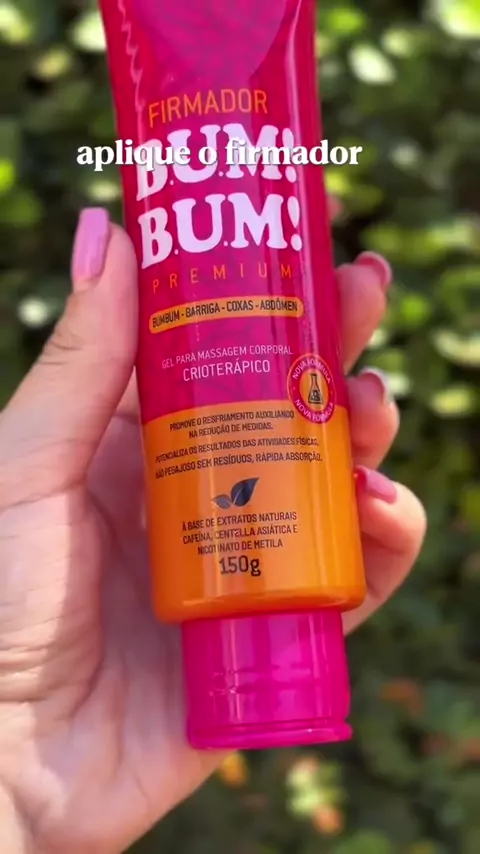 FIRMADOR
aplique o firmador
B.U.M!
B.U.M!
PREMIUM
BUMBUM - BARRIGA - COXAS - ABDÔMEN
GEL PARA MASSAGEM CORPORAL
CRIOTERÁPICO
NOVA FÓRMULA
NOVA FÓRMULA
PROMOVE O RESFRIAMENTO AUXILIANDO
NA REDUÇÃO DE MEDIDAS.
POTENCIALIZA OS RESULTADOS DAS ATIVIDADES FÍSICAS,
NÃO PEGAJOSO SEM RESÍDUOS, RÁPIDA ABSORÇÃO.
À BASE DE EXTRATOS NATURAIS
CAFEÍNA, CENTELLA ASIÁTICA E
NICOTINATO DE METILA
150g